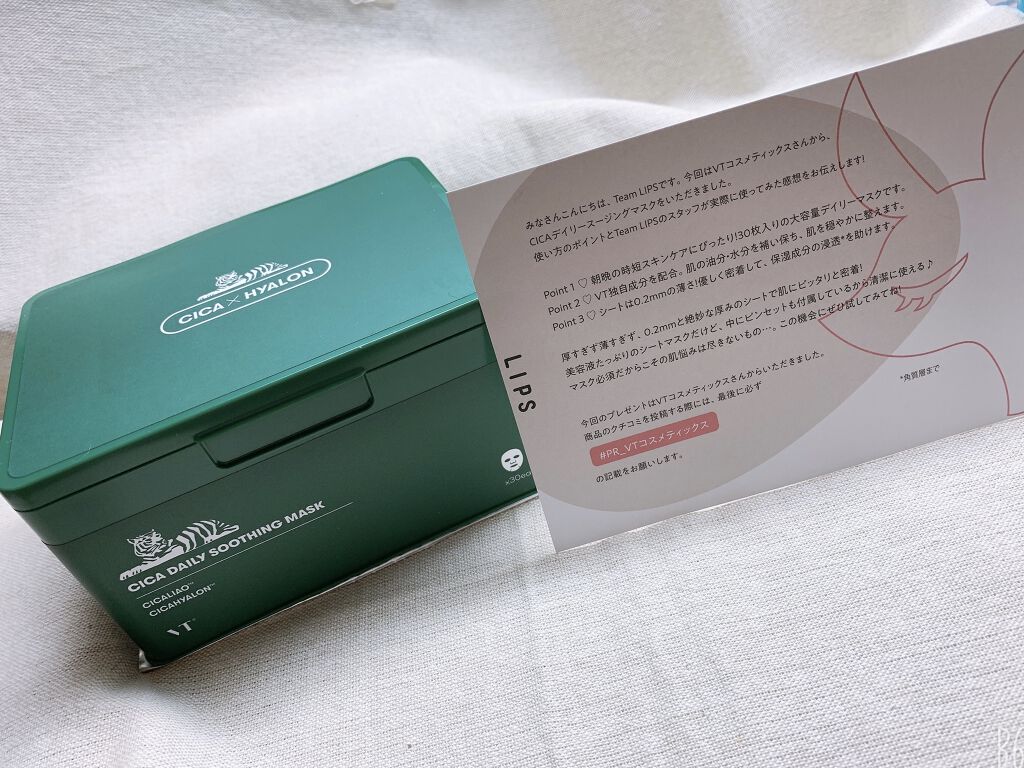 CICA × HYALON
CICA DAILY SOOTHING MASK
CICALIAO™
CICAHYALON™
VT
x30ea
LIPS
みなさんこんにちは、Team LIPSです。今回はVTコスメティックスさんから、
CICAデイリースージングマスクをいただきました。
使い方のポイントとTeam LIPSのスタッフが実際に使ってみた感想をお伝えします!
Point 1 ♡ 朝晩の時短スキンケアにぴったり!30枚入りの大容量デイリーマスクです。
Point 2 ♡ VT独自成分を配合。肌の油分・水分を補い保ち、肌を穏やかに整えます。
Point 3 ♡ シートは0.2mmの薄さ!優しく密着して、保湿成分の浸透*を助けます。
厚すぎず薄すぎず、0.2mmと絶妙な厚みのシートで肌にピッタリと密着!
美容液たっぷりのシートマスクだけど、中にピンセットも付属しているから清潔に使える♪
マスク必須だからこその肌悩みは尽きないもの…。この機会にぜひ試してみてね!
*角質層まで
今回のプレゼントはVTコスメティックスさんからいただきました。
商品のクチコミを投稿する際には、最後に必ず
#PR_VTコスメティックス
の記載をお願いします。